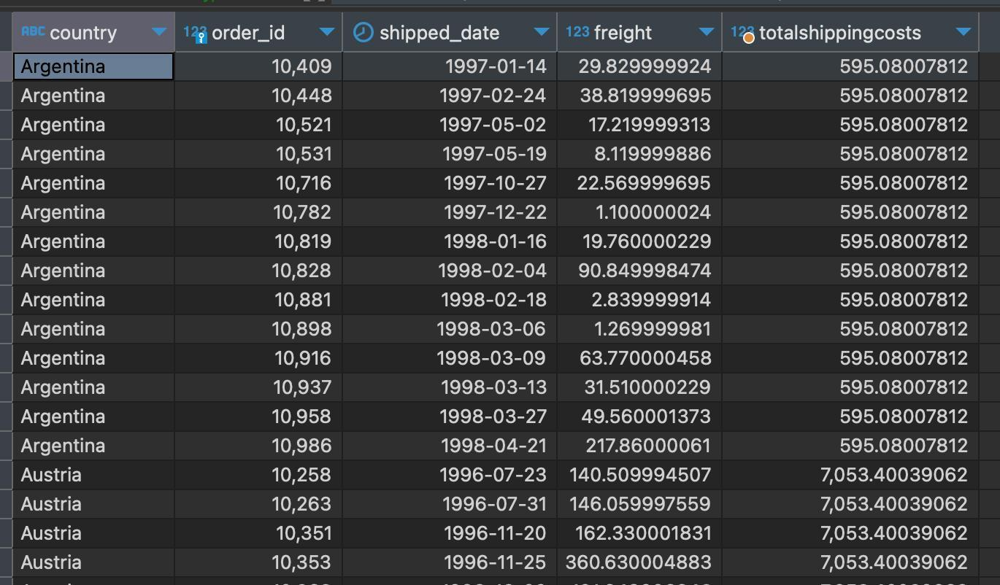 ABC country 123 order_id shipped_date 123 freight 123 totalshippingcosts
Argentina 10,409 1997-01-14 29.829999924 595.08007812
Argentina 10,448 1997-02-24 38.819999695 595.08007812
Argentina 10,521 1997-05-02 17.219999313 595.08007812
Argentina 10,531 1997-05-19 8.119999886 595.08007812
Argentina 10,716 1997-10-27 22.569999695 595.08007812
Argentina 10,782 1997-12-22 1.100000024 595.08007812
Argentina 10,819 1998-01-16 19.760000229 595.08007812
Argentina 10,828 1998-02-04 90.849998474 595.08007812
Argentina 10,881 1998-02-18 2.839999914 595.08007812
Argentina 10,898 1998-03-06 1.269999981 595.08007812
Argentina 10,916 1998-03-09 63.770000458 595.08007812
Argentina 10,937 1998-03-13 31.510000229 595.08007812
Argentina 10,958 1998-03-27 49.560001373 595.08007812
Argentina 10,986 1998-04-21 217.86000061 595.08007812
Austria 10,258 1996-07-23 140.509994507 7,053.40039062
Austria 10,263 1996-07-31 146.059997559 7,053.40039062
Austria 10,351 1996-11-20 162.330001831 7,053.40039062
Austria 10,353 1996-11-25 360.630004883 7,053.40039062